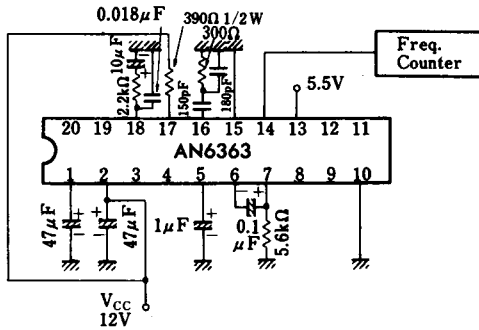 0.018μF
390Ω 1/2W
300Ω
10μF
2.2kΩ
150pF
180pF
Freq.
Counter
5.5V
20 19 18 17 16 15 14 13 12 11
AN6363
1 2 3 4 5 6 7 8 9 10
47μF
+
−
+
−
47μF
1μF
+
−
− +
0.1
μF
5.6kΩ
VCC
12V